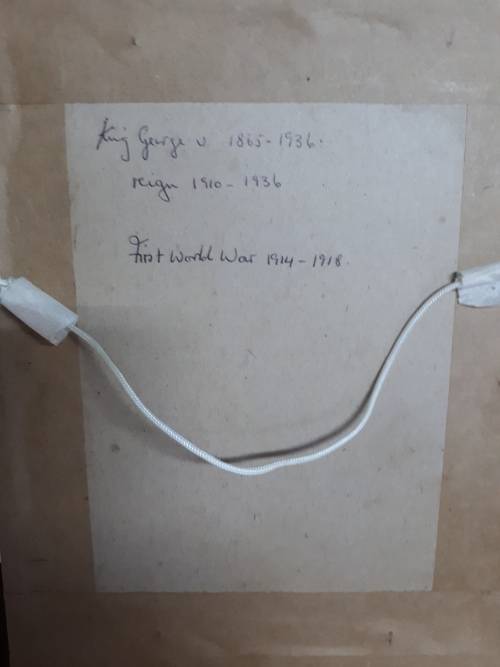 King George v 1865-1936.
reign 1910 - 1936
First World War 1914 - 1918.